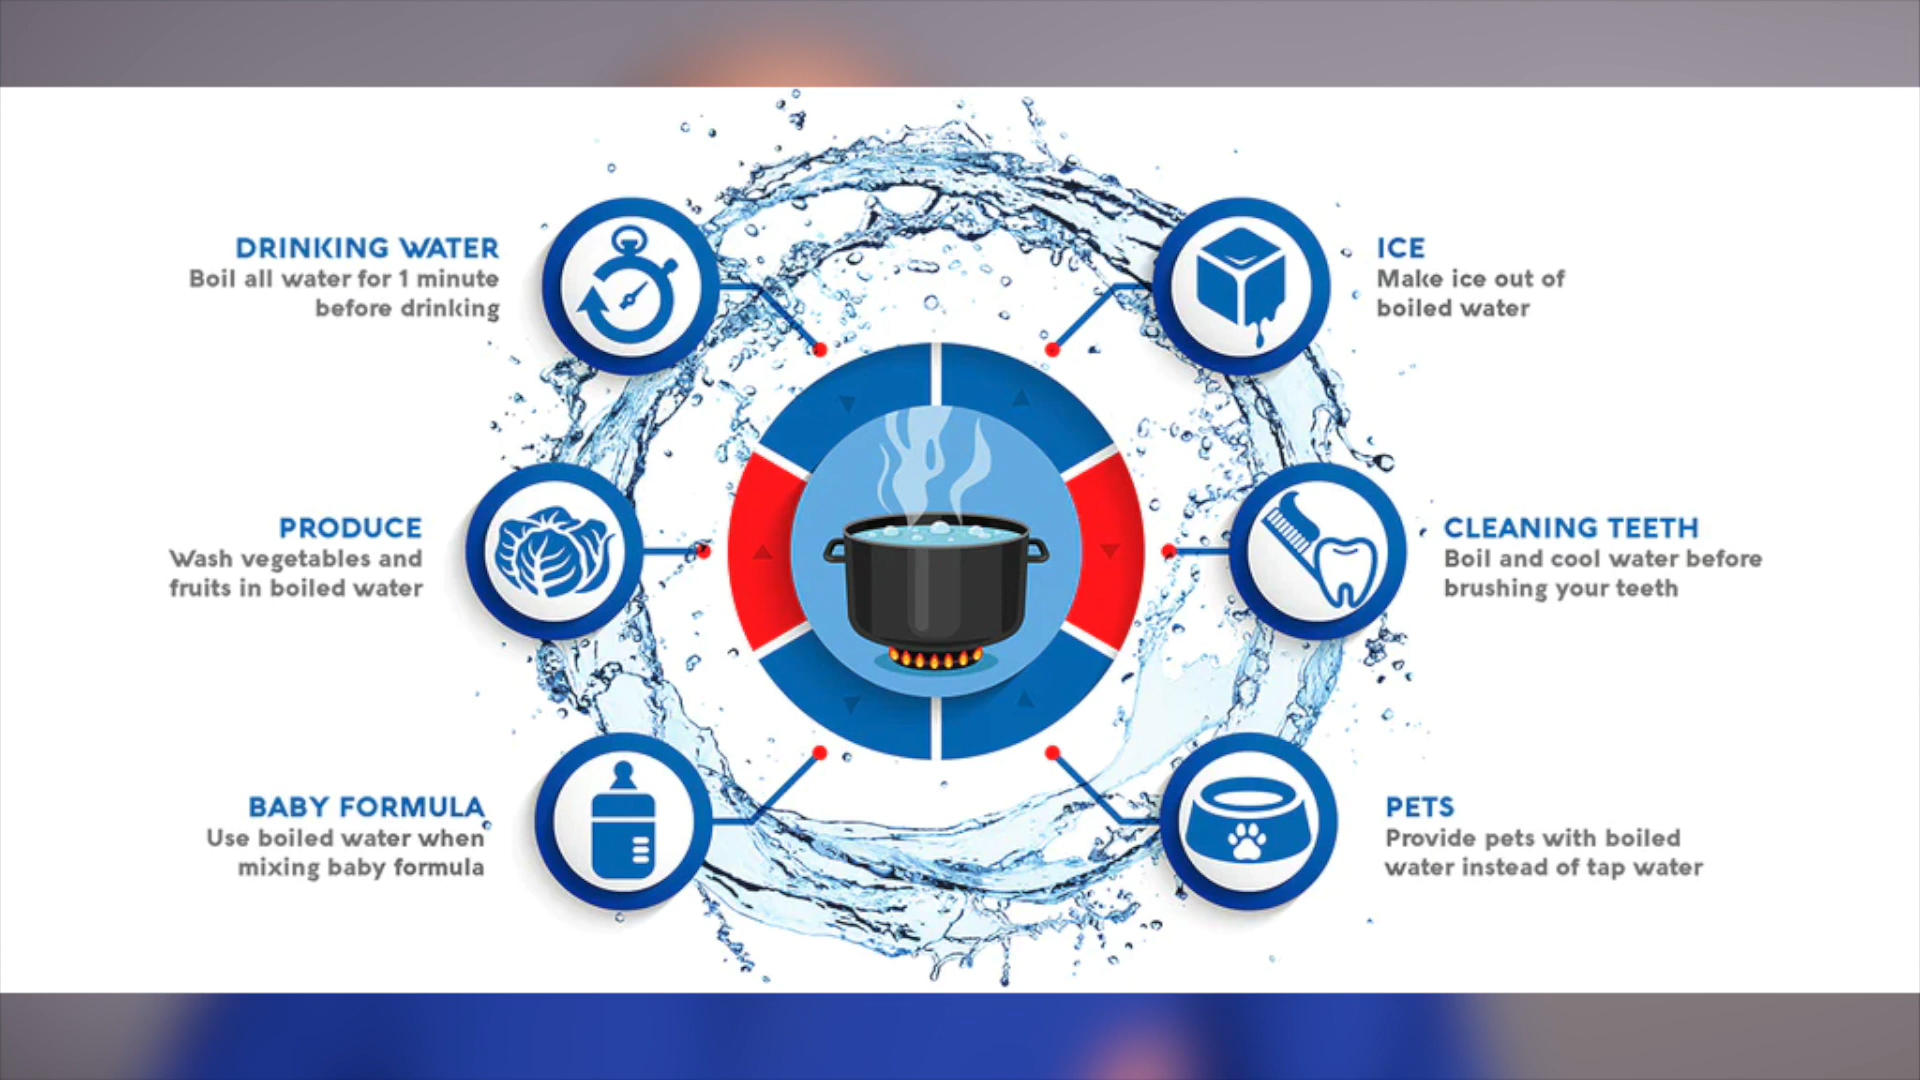 DRINKING WATER
Boil all water for 1 minute
before drinking
ICE
Make ice out of
boiled water
PRODUCE
Wash vegetables and
fruits in boiled water
CLEANING TEETH
Boil and cool water before
brushing your teeth
BABY FORMULA
Use boiled water when
mixing baby formula
PETS
Provide pets with boiled
water instead of tap water